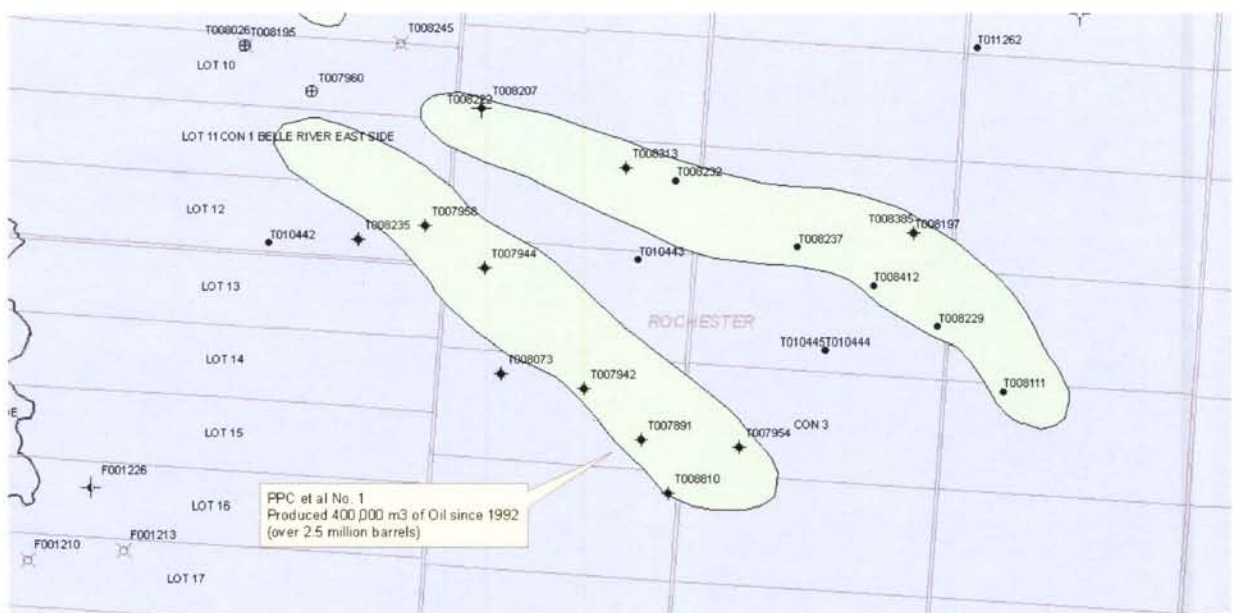 T008026 T008195
T008245
T011262
LOT 10
T007960
T008222 T008207
LOT 11 CON 1 BELLE RIVER EAST SIDE
T008313
T008232
LOT 12
T007958
T008385 T008197
T010442
T008235
T008237
T010443
T007944
LOT 13
T008412
ROCHESTER
T008229
T010445 T010444
LOT 14
T008073
T007942
T008111
CON 3
LOT 15
T007891
T007954
F001226
T008810
LOT 16
PPC et al No. 1
Produced 400,000 m3 of Oil since 1992
(over 2.5 million barrels)
F001210
F001213
LOT 17